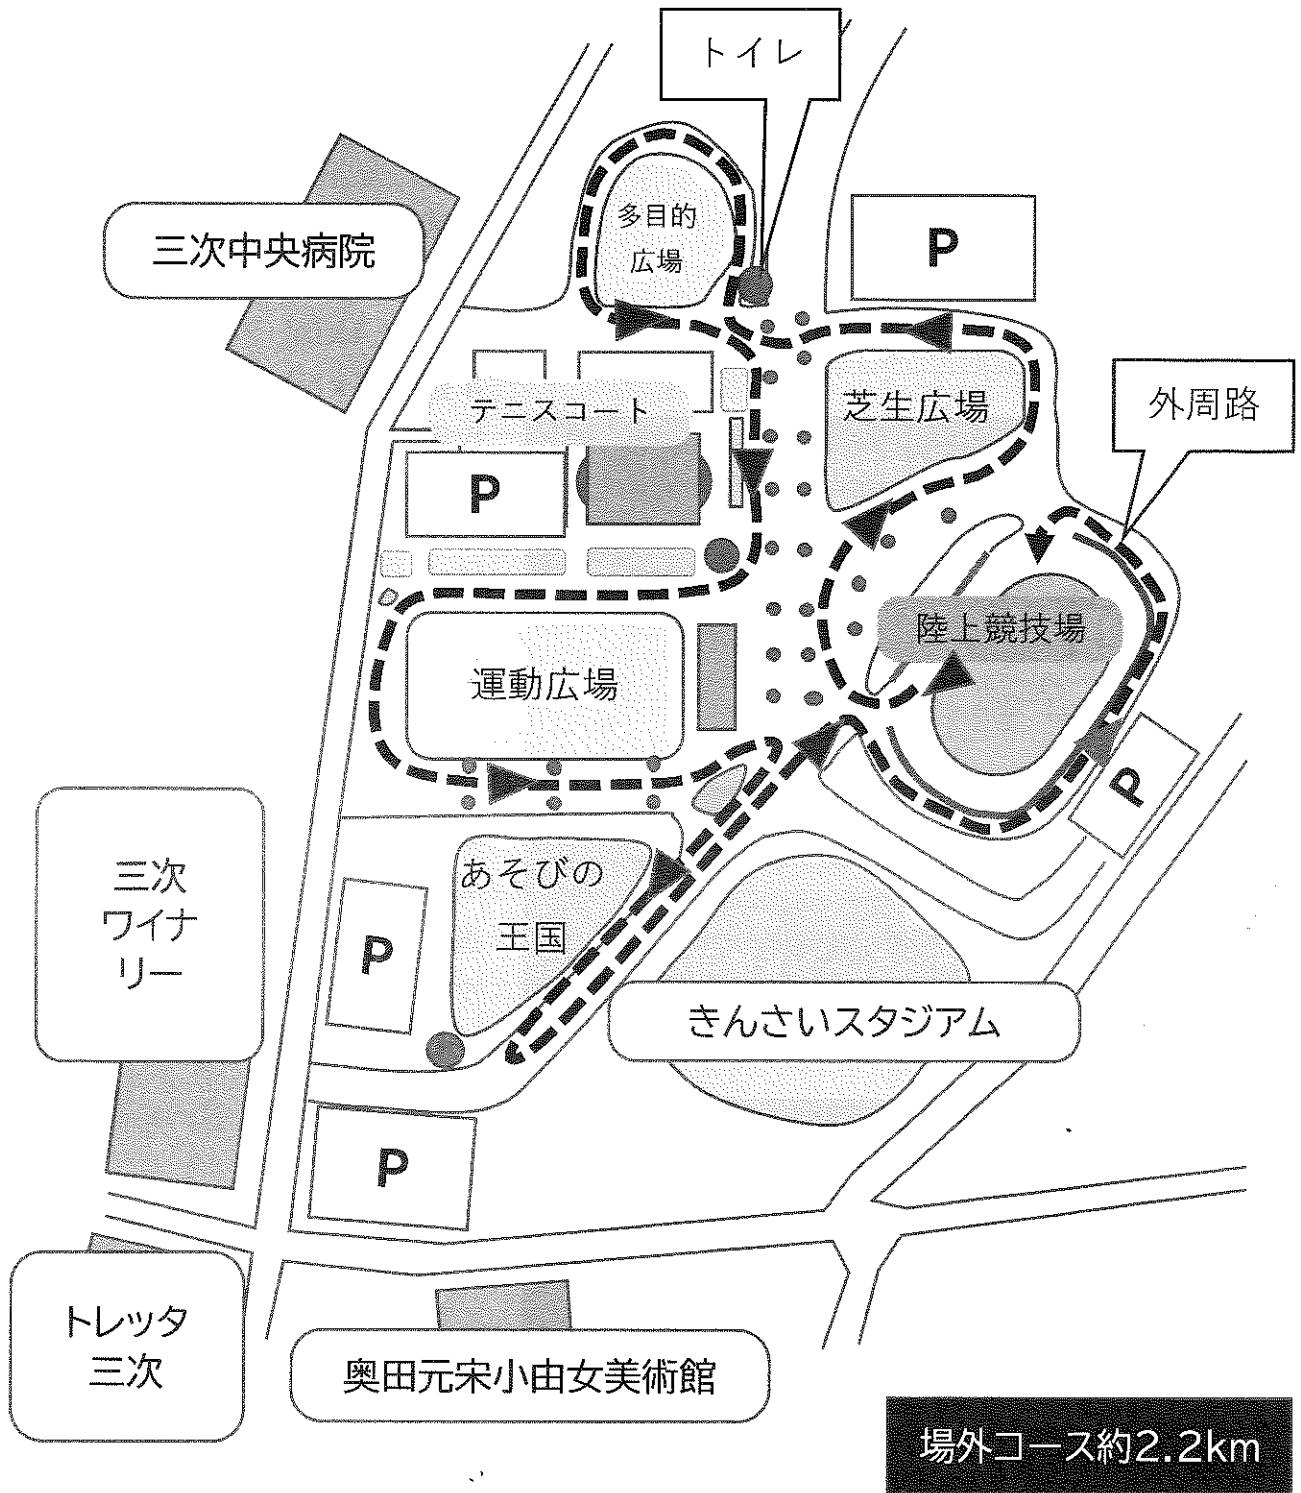 トイレ
多目的
広場
三次中央病院
P
テニスコート
芝生広場
外周路
P
陸上競技場
運動広場
P
三次
ワイナ
リー
あそびの
王国
P
きんさいスタジアム
P
トレッタ
三次
奥田元宋小由女美術館
場外コース約2.2km